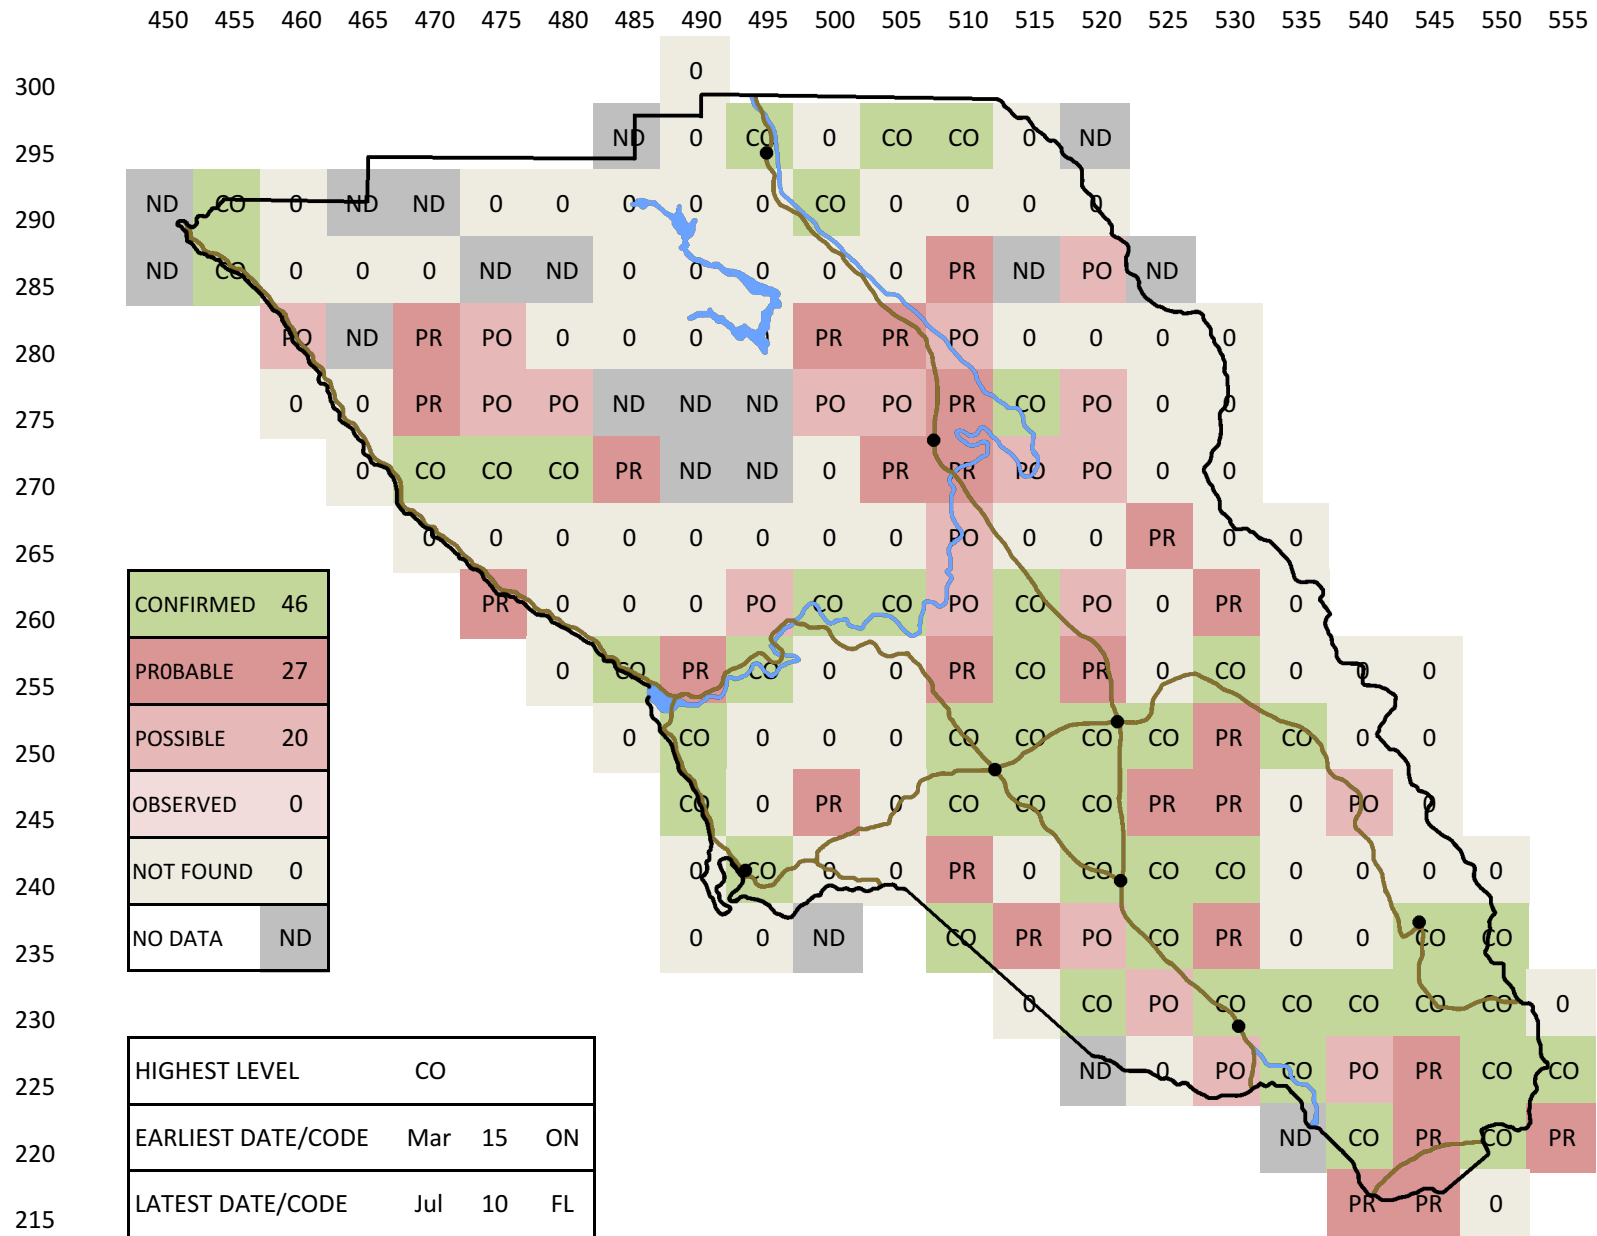 450 455 460 465 470 475 480 485 490 495 500 505 510 515 520 525 530 535 540 545 550 555
0
300
ND 0 CO 0 CO CO 0 ND
295
ND CO 0 ND ND 0 0 0 0 0 CO 0 0 0 0
290
ND CO 0 0 0 ND ND 0 0 0 0 0 PR ND PO ND
285
PO ND PR PO 0 0 0 0 PR PR PO 0 0 0 0
280
0 0 PR PO PO ND ND ND PO PO PR CO PO 0 0
275
0 CO CO CO PR ND ND 0 PR PR PO PO 0 0
270
0 0 0 0 0 0 0 0 PO 0 0 PR 0 0
265
PR 0 0 0 PO CO CO PO CO PO 0 PR 0
260
0 CO PR CO 0 0 PR CO PR 0 CO 0 0 0
255
0 CO 0 0 0 CO CO CO CO PR CO 0 0
250
CO 0 PR 0 CO CO CO PR PR 0 PO 0
245
0 CO 0 0 PR 0 CO CO CO 0 0 0 0
240
0 0 ND CO PR PO CO PR 0 0 CO CO
235
0 CO PO CO CO CO CO CO 0
230
ND 0 PO CO PO PR CO CO
225
ND CO PR CO PR
220
PR PR 0
215
CONFIRMED 46
PR0BABLE 27
POSSIBLE 20
OBSERVED 0
NOT FOUND 0
NO DATA ND
HIGHEST LEVEL CO
EARLIEST DATE/CODE Mar 15 ON
LATEST DATE/CODE Jul 10 FL